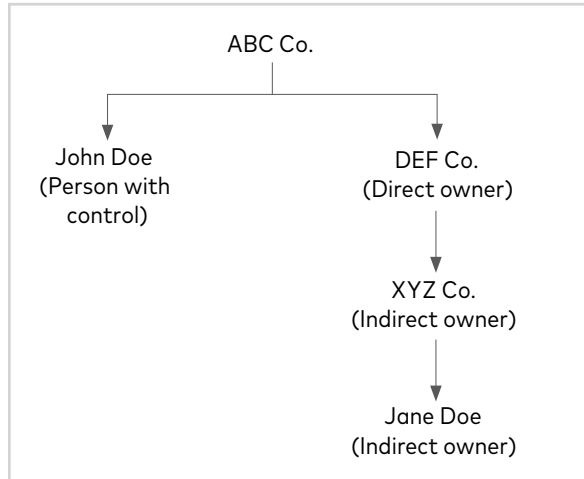 ABC Co.
John Doe
(Person with
control)
DEF Co.
(Direct owner)
XYZ Co.
(Indirect owner)
Jane Doe
(Indirect owner)